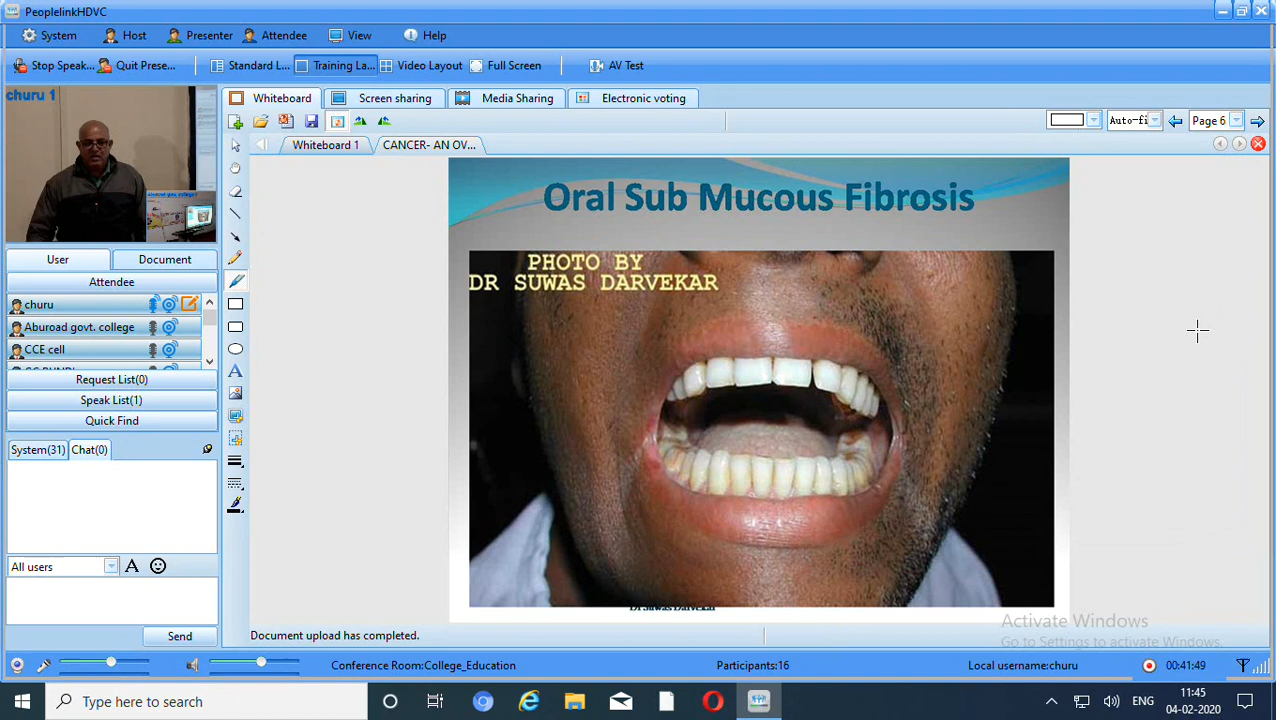 PeoplelinkHDVC
System Host Presenter Attendee View Help
Stop Speak... Quit Prese... Standard L... Training La... Video Layout Full Screen AV Test
churu 1
Whiteboard Screen sharing Media Sharing Electronic voting
Auto-fi Page 6
Whiteboard 1 CANCER- AN OV...
Oral Sub Mucous Fibrosis
PHOTO BY
DR SUWAS DARVEKAR
Dr Suwas Darvekar
User Document
Attendee
churu
Aburoad govt. college
CCE cell
Request List(0)
Speak List(1)
Quick Find
System(31) Chat(0)
All users
Send
Document upload has completed.
Activate Windows
Go to Settings to activate Windows.
Conference Room:College_Education Participants:16 Local username:churu 00:41:49
Type here to search
ENG 11:45
04-02-2020